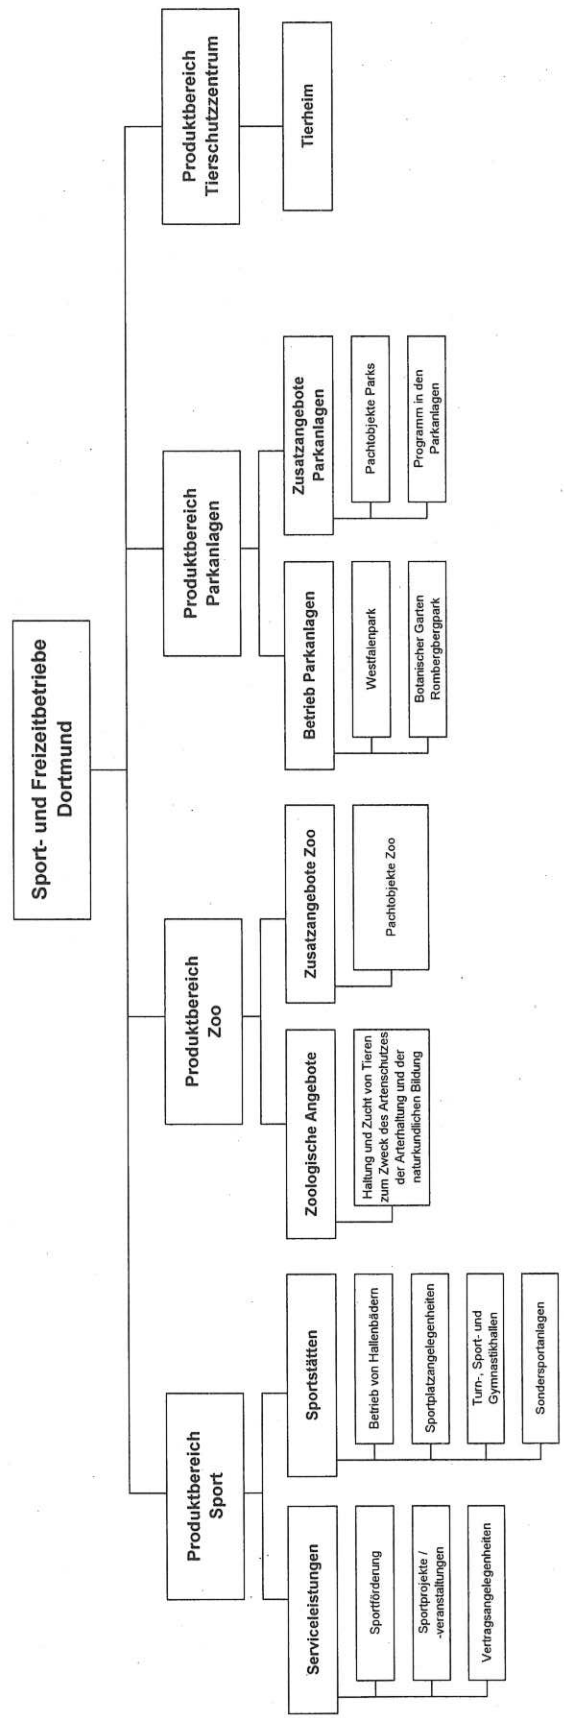 Sport- und Freizeitbetriebe
Dortmund
Produktbereich
Sport
Serviceleistungen
Sportförderung
Sportprojekte /
-veranstaltungen
Vertragsangelegenheiten
Sportstätten
Betrieb von Hallenbädern
Sportplatzangelegenheiten
Turn-, Sport- und
Gymnastikhallen
Sondersportanlagen
Produktbereich
Zoo
Zoologische Angebote
Haltung und Zucht von Tieren
zum Zweck des Artenschutzes
der Arterhaltung und der
naturkundlichen Bildung
Zusatzangebote Zoo
Pachtobjekte Zoo
Produktbereich
Parkanlagen
Betrieb Parkanlagen
Westfalenpark
Botanischer Garten
Rombergbergpark
Zusatzangebote
Parkanlagen
Pachtobjekte Parks
Programm in den
Parkanlagen
Produktbereich
Tierschutzzentrum
Tierheim